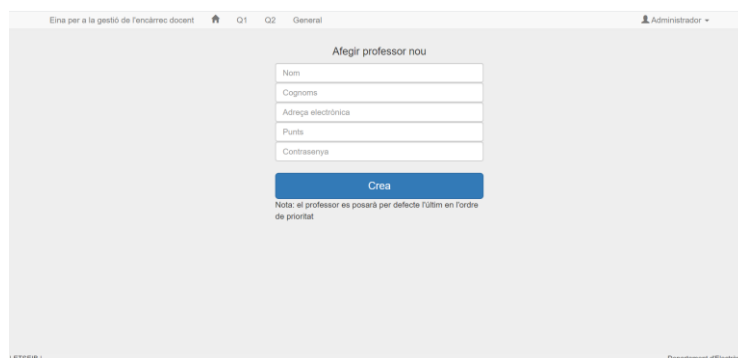 Eina per a la gestió de l'encàrrec docent Q1 Q2 General Administrador
Afegir professor nou
Nom
Cognoms
Adreça electrònica
Punts
Contrasenya
Crea
Nota: el professor es posarà per defecte l'últim en l'ordre
de prioritat